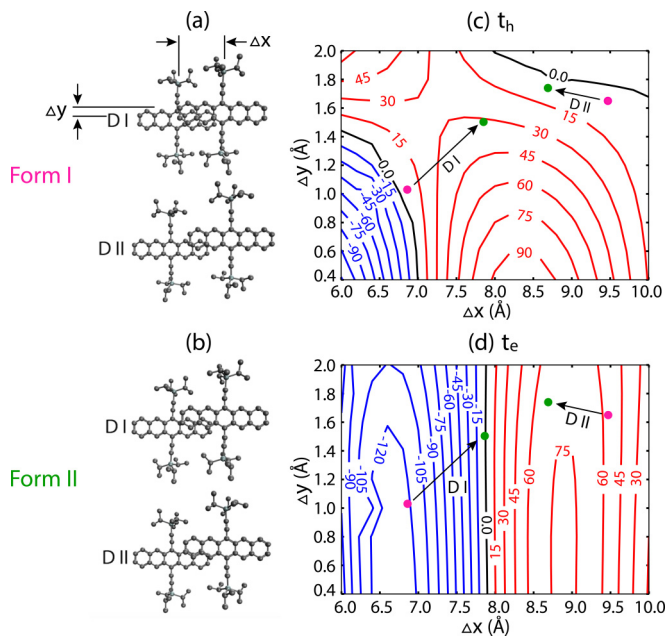 (a)
Δx
Δy
D I
Form I
D II
(b)
D I
Form II
D II
(c) t_h
2.0
1.8
1.6
1.4
1.2
1.0
0.8
0.6
0.4
Δy (Å)
45
30
15
0.0
-15
-30
-45
-60
-75
-90
0.0
15
30
45
60
75
90
D I
D II
6.0 6.5 7.0 7.5 8.0 8.5 9.0 9.5 10.0
Δx (Å)
(d) t_e
2.0
1.8
1.6
1.4
1.2
1.0
0.8
0.6
0.4
Δy (Å)
-90
-105
-120
-105
-90
-75
-60
-45
-30
-15
0.0
15
30
45
60
75
60
45
30
D I
D II
6.0 6.5 7.0 7.5 8.0 8.5 9.0 9.5 10.0
Δx (Å)